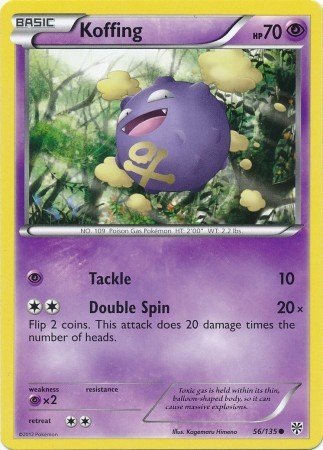 BASIC
Koffing
HP 70
NO. 109 Poison Gas Pokémon HT: 2'00" WT: 2.2 lbs.
Tackle 10
Double Spin 20×
Flip 2 coins. This attack does 20 damage times
the number of heads.
weakness resistance
×2
retreat
Toxic gas is held within its thin,
balloon-shaped body, so it can
cause massive explosions.
©2012 Pokémon
Illus. Kagemaru Himeno 56/135